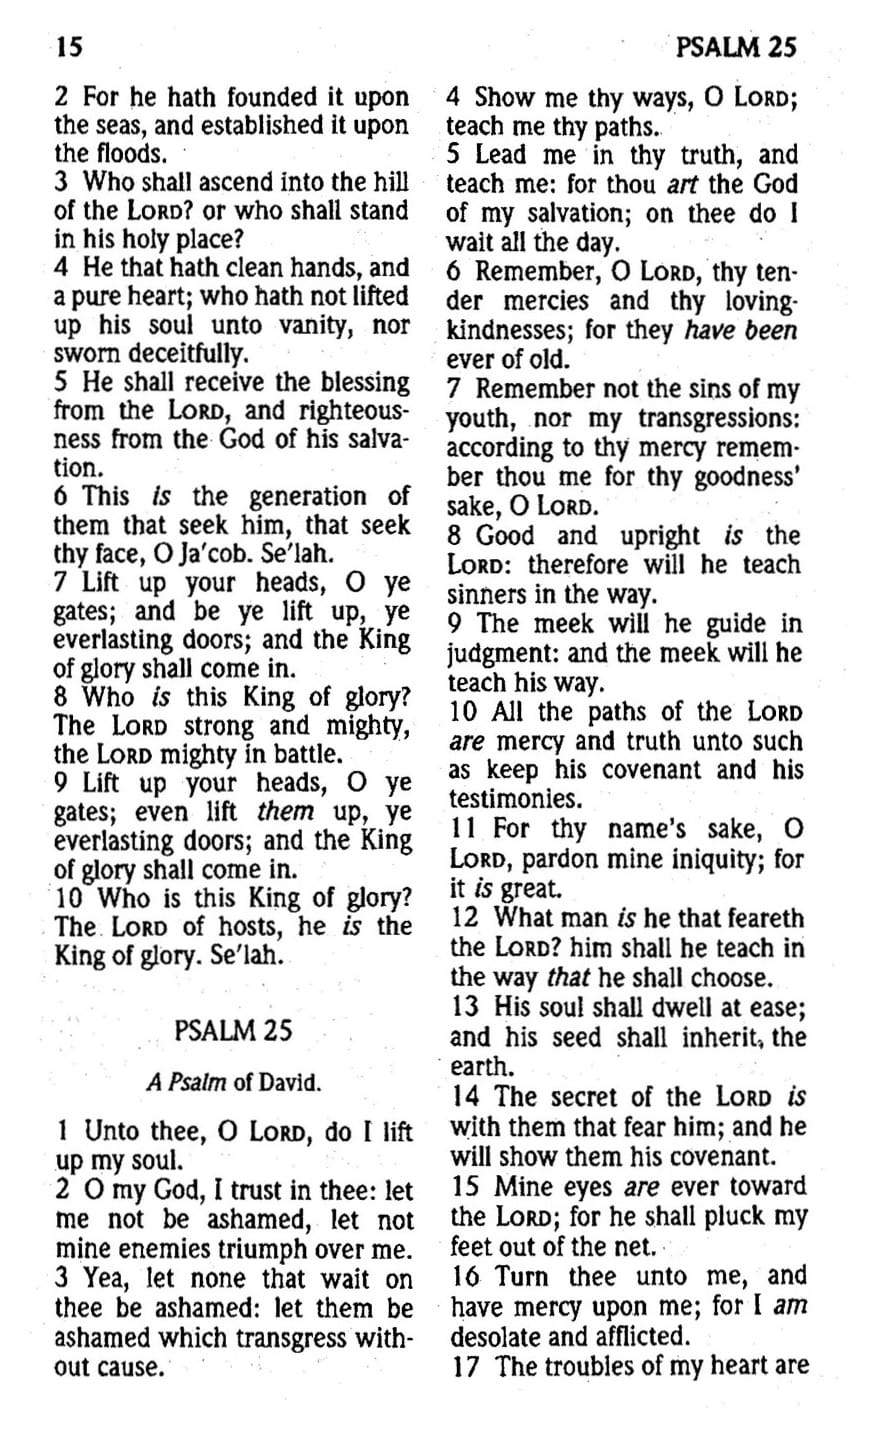 15
PSALM 25
2 For he hath founded it upon
the seas, and established it upon
the floods.
3 Who shall ascend into the hill
of the LORD? or who shall stand
in his holy place?
4 He that hath clean hands, and
a pure heart; who hath not lifted
up his soul unto vanity, nor
sworn deceitfully.
5 He shall receive the blessing
from the LORD, and righteous-
ness from the God of his salva-
tion.
6 This is the generation of
them that seek him, that seek
thy face, O Ja'cob. Se'lah.
7 Lift up your heads, O ye
gates; and be ye lift up, ye
everlasting doors; and the King
of glory shall come in.
8 Who is this King of glory?
The LORD strong and mighty,
the LORD mighty in battle.
9 Lift up your heads, O ye
gates; even lift them up, ye
everlasting doors; and the King
of glory shall come in.
10 Who is this King of glory?
The LORD of hosts, he is the
King of glory. Se'lah.
PSALM 25
A Psalm of David.
1 Unto thee, O LORD, do I lift
up my soul.
2 O my God, I trust in thee: let
me not be ashamed, let not
mine enemies triumph over me.
3 Yea, let none that wait on
thee be ashamed: let them be
ashamed which transgress with-
out cause.
4 Show me thy ways, O LORD;
teach me thy paths.
5 Lead me in thy truth, and
teach me: for thou art the God
of my salvation; on thee do I
wait all the day.
6 Remember, O LORD, thy ten-
der mercies and thy loving-
kindnesses; for they have been
ever of old.
7 Remember not the sins of my
youth, nor my transgressions:
according to thy mercy remem-
ber thou me for thy goodness'
sake, O LORD.
8 Good and upright is the
LORD: therefore will he teach
sinners in the way.
9 The meek will he guide in
judgment: and the meek will he
teach his way.
10 All the paths of the LORD
are mercy and truth unto such
as keep his covenant and his
testimonies.
11 For thy name's sake, O
LORD, pardon mine iniquity; for
it is great.
12 What man is he that feareth
the LORD? him shall he teach in
the way that he shall choose.
13 His soul shall dwell at ease;
and his seed shall inherit, the
earth.
14 The secret of the LORD is
with them that fear him; and he
will show them his covenant.
15 Mine eyes are ever toward
the LORD; for he shall pluck my
feet out of the net.
16 Turn thee unto me, and
have mercy upon me; for I am
desolate and afflicted.
17 The troubles of my heart are